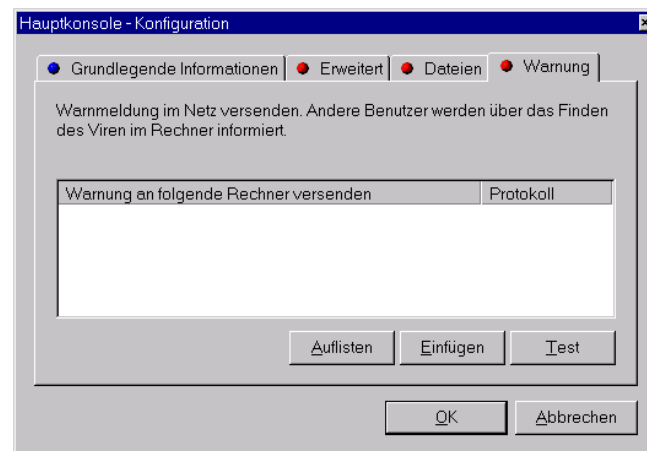 Hauptkonsole - Konfiguration
Grundlegende Informationen Erweitert Dateien Warnung
Warnmeldung im Netz versenden. Andere Benutzer werden über das Finden
des Viren im Rechner informiert.
Warnung an folgende Rechner versenden Protokoll
Auflisten Einfügen Test
OK Abbrechen